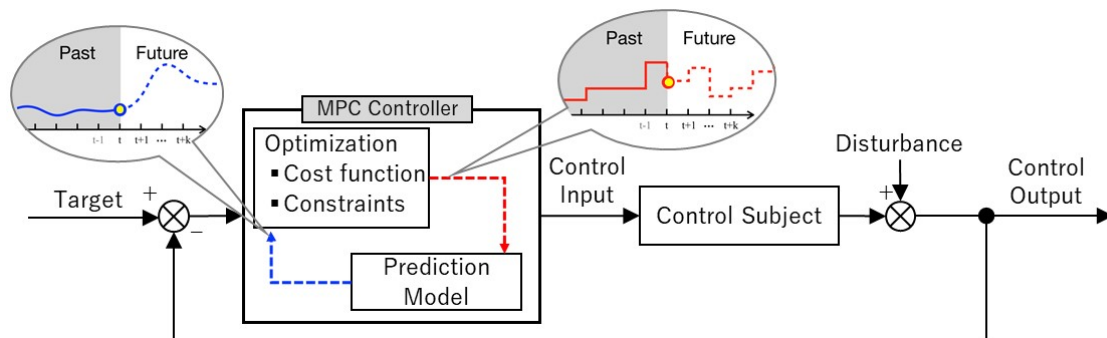 Past Future
t-1 t t+1 ... t+k
Past Future
t-1 t t+1 ... t+k
MPC Controller
Optimization
▪ Cost function
▪ Constraints
Prediction
Model
Target
+
−
Control
Input
Control Subject
Disturbance
+
Control
Output